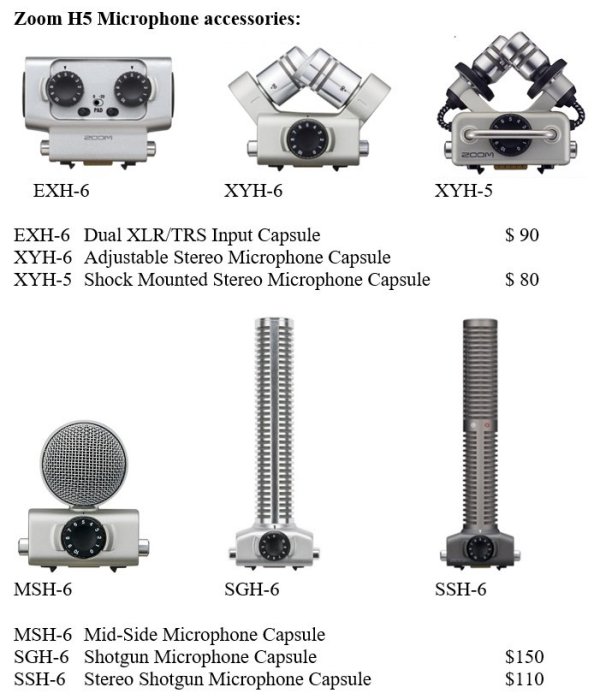 Zoom H5 Microphone accessories:
PAD
ZOOM
ZOOM
EXH-6 XYH-6 XYH-5
EXH-6 Dual XLR/TRS Input Capsule $ 90
XYH-6 Adjustable Stereo Microphone Capsule
XYH-5 Shock Mounted Stereo Microphone Capsule $ 80
MSH-6 SGH-6 SSH-6
MSH-6 Mid-Side Microphone Capsule
SGH-6 Shotgun Microphone Capsule $150
SSH-6 Stereo Shotgun Microphone Capsule $110